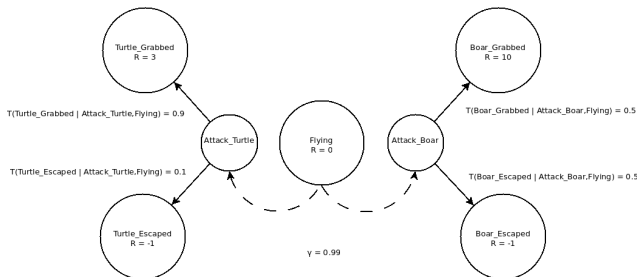 Turtle_Grabbed
R = 3
Boar_Grabbed
R = 10
T(Turtle_Grabbed | Attack_Turtle,Flying) = 0.9
T(Boar_Grabbed | Attack_Boar,Flying) = 0.5
Attack_Turtle
Flying
R = 0
Attack_Boar
T(Turtle_Escaped | Attack_Turtle,Flying) = 0.1
T(Boar_Escaped | Attack_Boar,Flying) = 0.5
Turtle_Escaped
R = -1
Boar_Escaped
R = -1
γ = 0.99